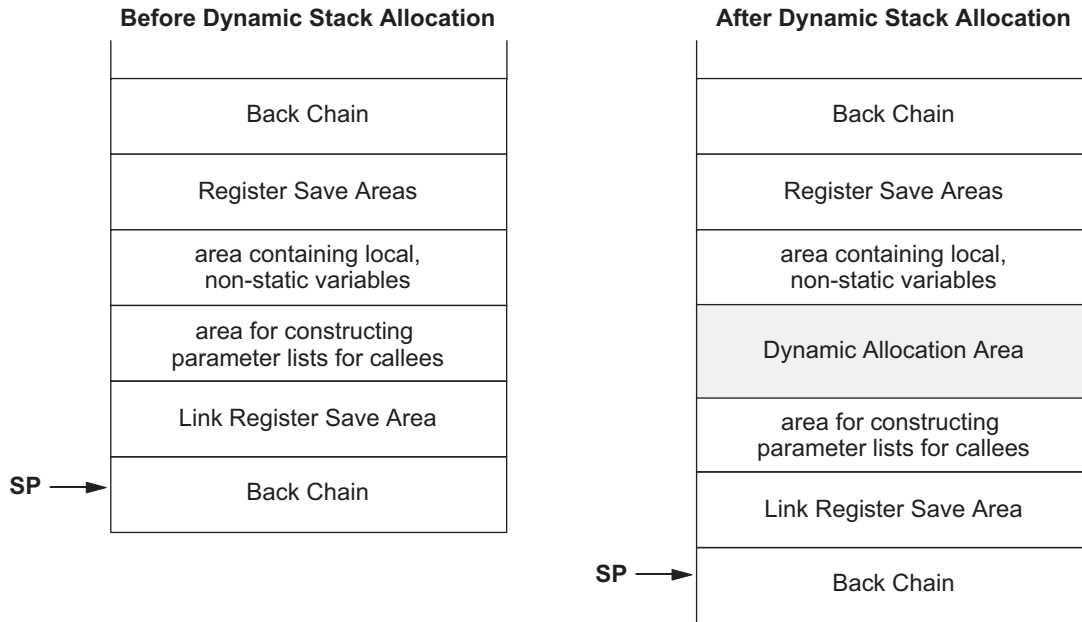 Before Dynamic Stack Allocation
Back Chain
Register Save Areas
area containing local,
non-static variables
area for constructing
parameter lists for callees
Link Register Save Area
SP
Back Chain
After Dynamic Stack Allocation
Back Chain
Register Save Areas
area containing local,
non-static variables
Dynamic Allocation Area
area for constructing
parameter lists for callees
Link Register Save Area
SP
Back Chain